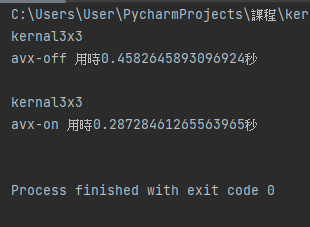 C:\Users\User\PycharmProjects\課程\ker
kernal3x3
avx-off 用時0.4582645893096924秒
kernal3x3
avx-on 用時0.28728461265563965秒
Process finished with exit code 0